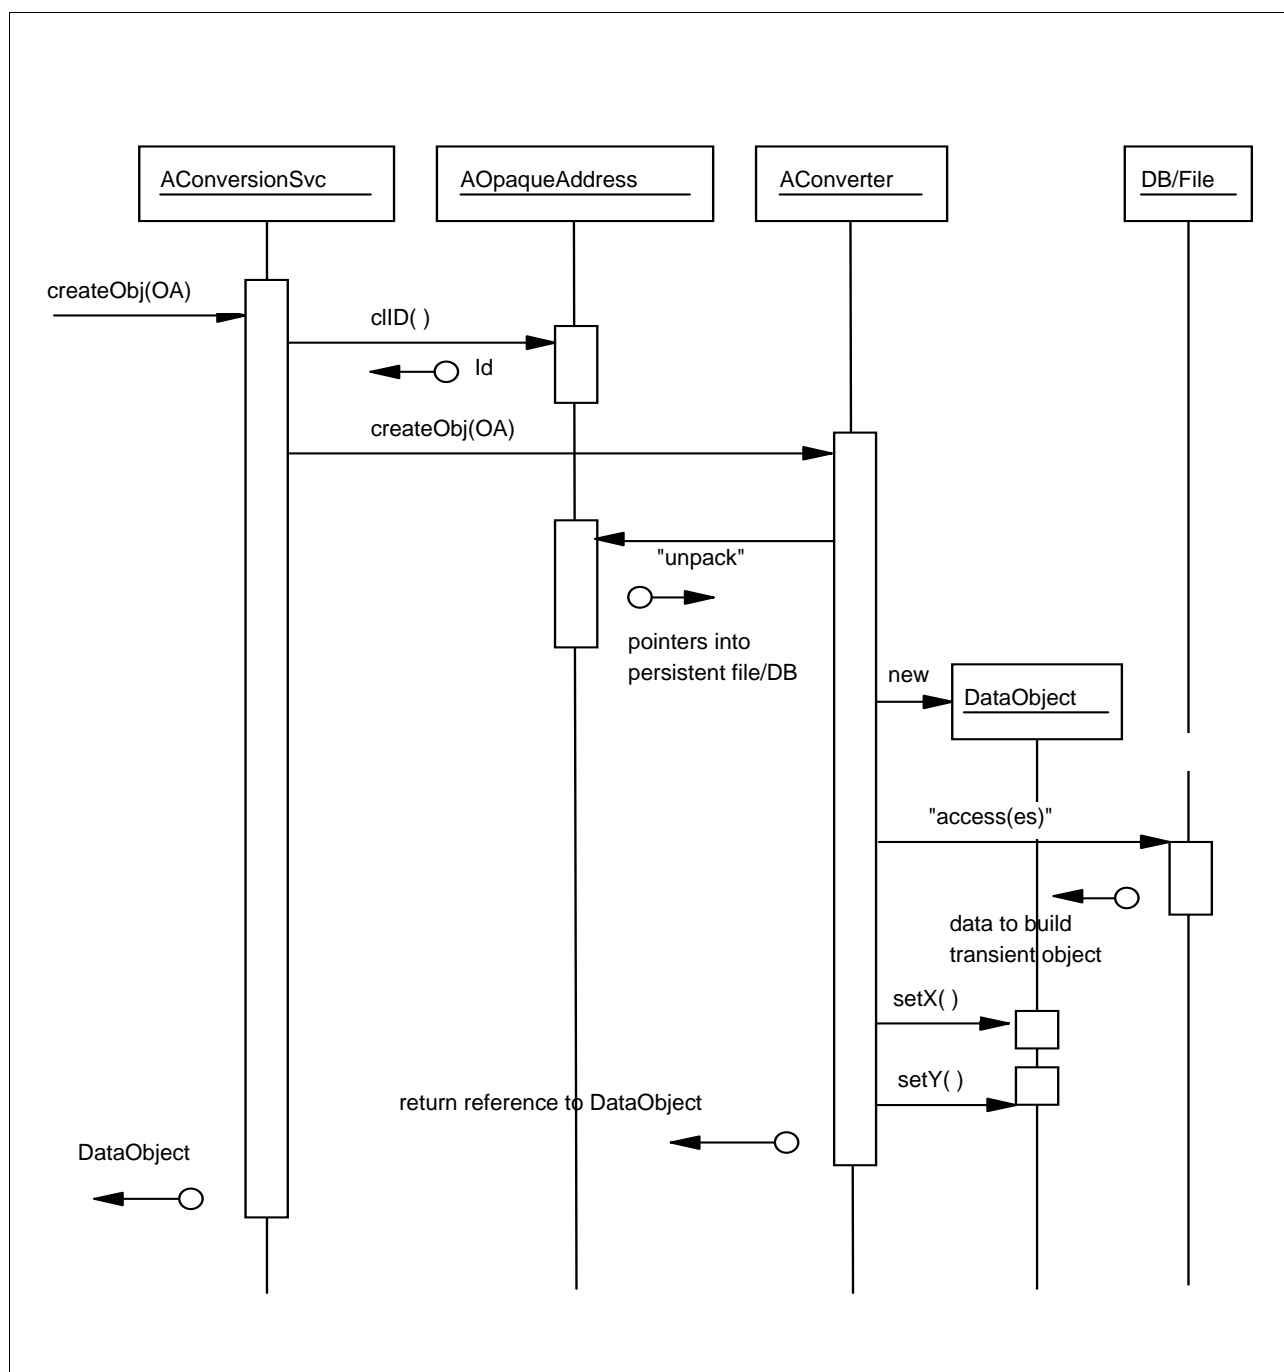 AConversionSvc
AOpaqueAddress
AConverter
DB/File
createObj(OA)
clID( )
Id
createObj(OA)
"unpack"
pointers into
persistent file/DB
new
DataObject
"access(es)"
data to build
transient object
setX( )
setY( )
return reference to DataObject
DataObject